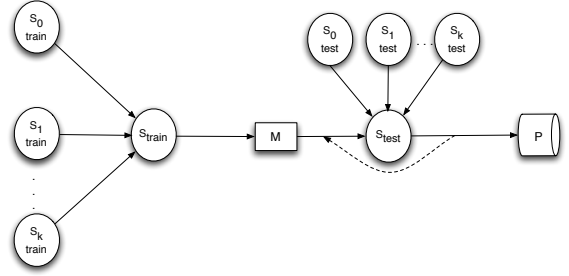 S0
train
S1
train
.
.
.
Sk
train
Strain
M
S0
test
S1
test
. . .
Sk
test
Stest
P